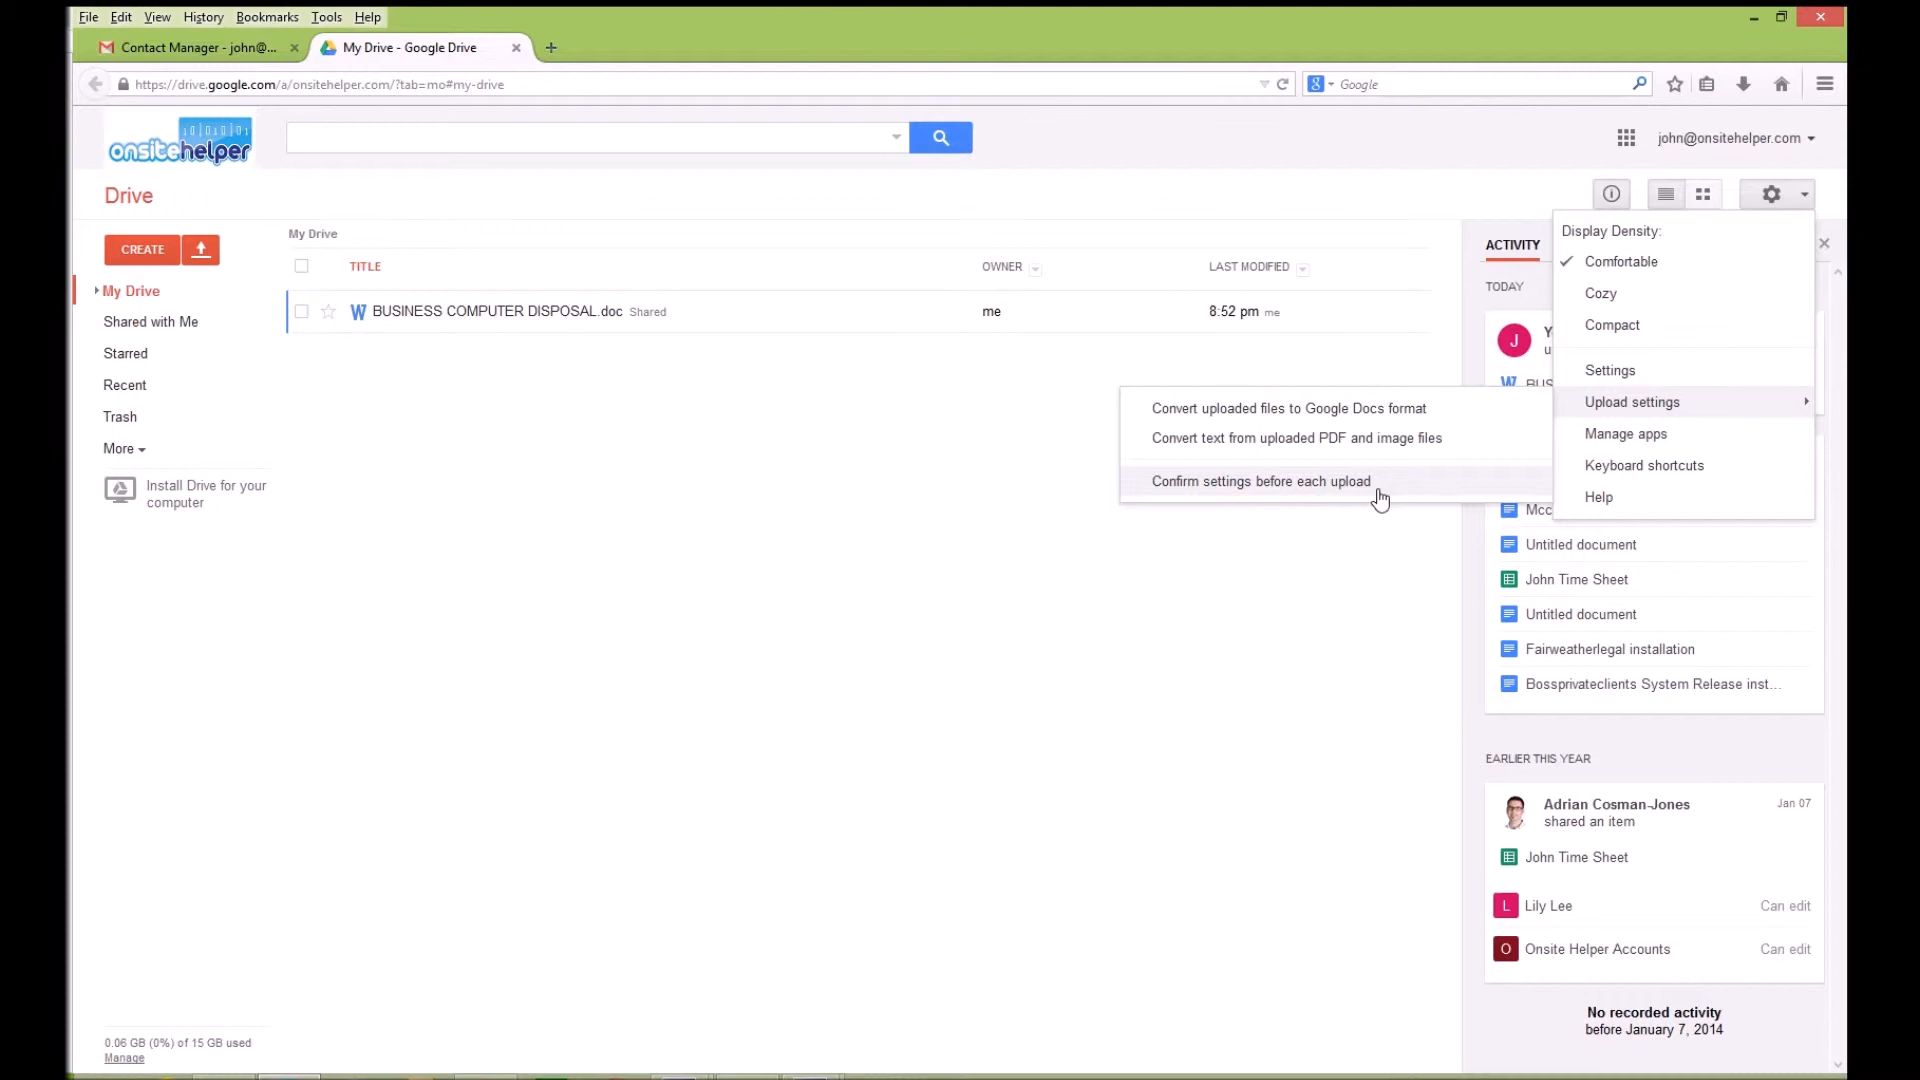 File Edit View History Bookmarks Tools Help
Contact Manager - john@...
My Drive - Google Drive
https://drive.google.com/a/onsitehelper.com/?tab=mo#my-drive
Google
onsitehelper
john@onsitehelper.com
Drive
CREATE
My Drive
Shared with Me
Starred
Recent
Trash
More
Install Drive for your
computer
0.06 GB (0%) of 15 GB used
Manage
My Drive
TITLE OWNER LAST MODIFIED
BUSINESS COMPUTER DISPOSAL.doc Shared me 8:52 pm me
Convert uploaded files to Google Docs format
Convert text from uploaded PDF and image files
Confirm settings before each upload
Display Density:
Comfortable
Cozy
Compact
Settings
Upload settings
Manage apps
Keyboard shortcuts
Help
ACTIVITY
TODAY
J
Untitled document
John Time Sheet
Untitled document
Fairweatherlegal installation
Bossprivateclients System Release inst...
EARLIER THIS YEAR
Adrian Cosman-Jones Jan 07
shared an item
John Time Sheet
L Lily Lee Can edit
O Onsite Helper Accounts Can edit
No recorded activity
before January 7, 2014